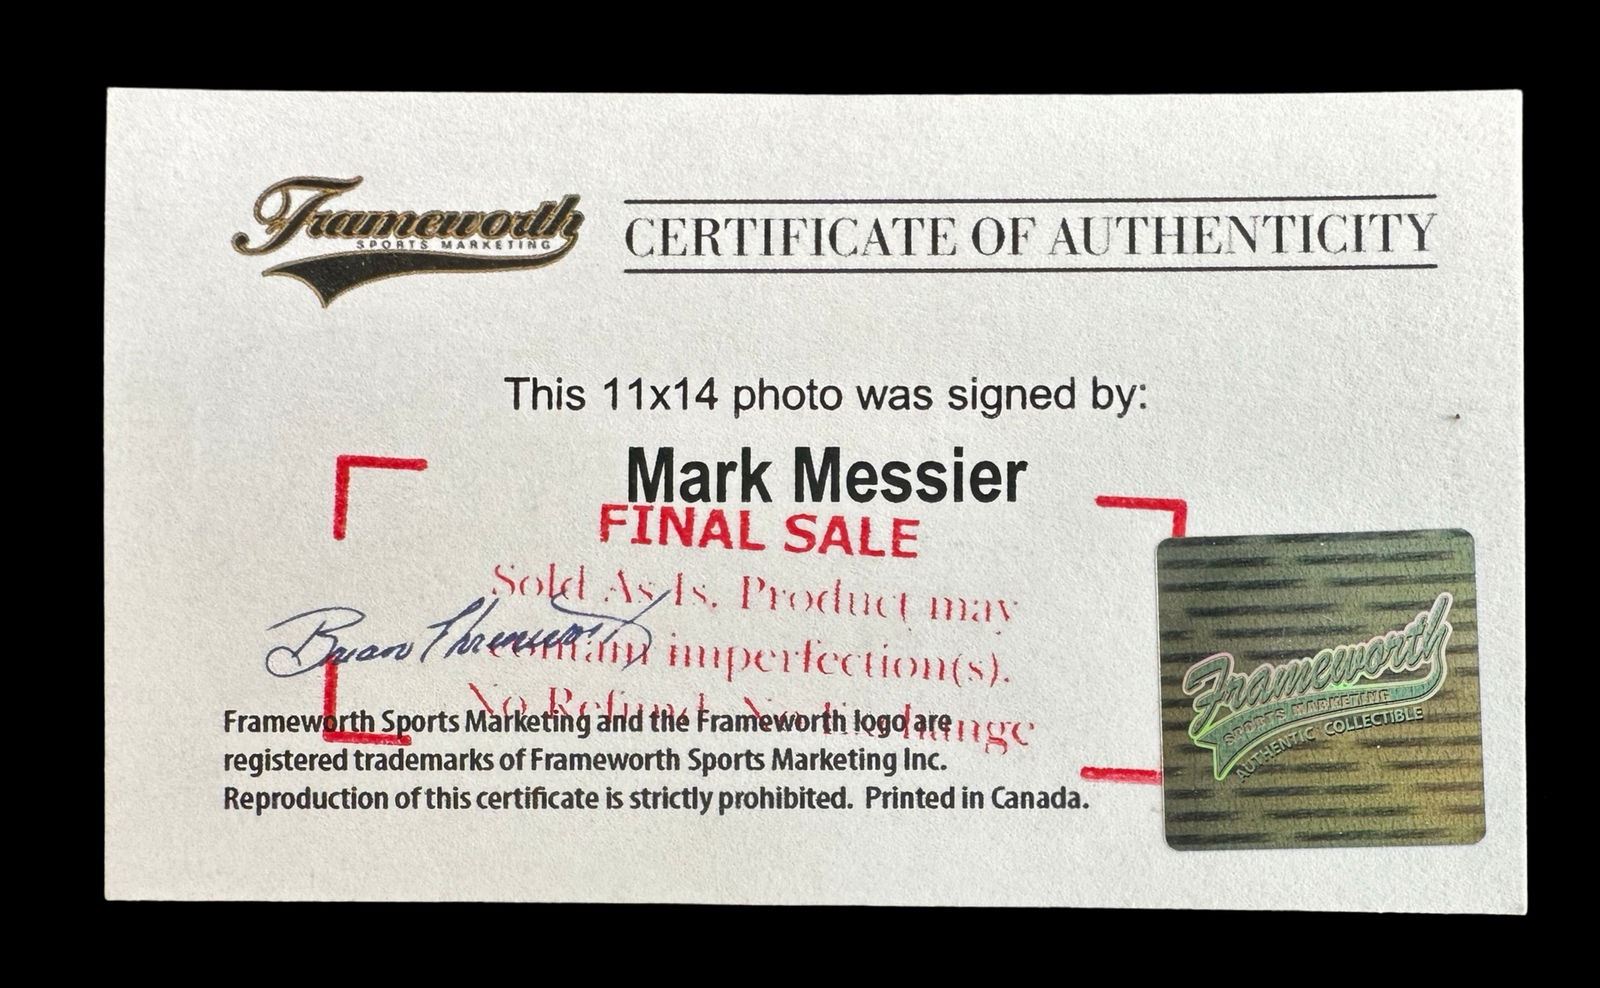 Frameworth
SPORTS MARKETING
CERTIFICATE OF AUTHENTICITY
This 11x14 photo was signed by:
Mark Messier
FINAL SALE
Sold As Is. Product may
contain imperfection(s).
No Refund. No Exchange
Brian
Frameworth Sports Marketing and the Frameworth logo are
registered trademarks of Frameworth Sports Marketing Inc.
Reproduction of this certificate is strictly prohibited. Printed in Canada.
Frameworth
SPORTS MARKETING
AUTHENTIC COLLECTIBLE